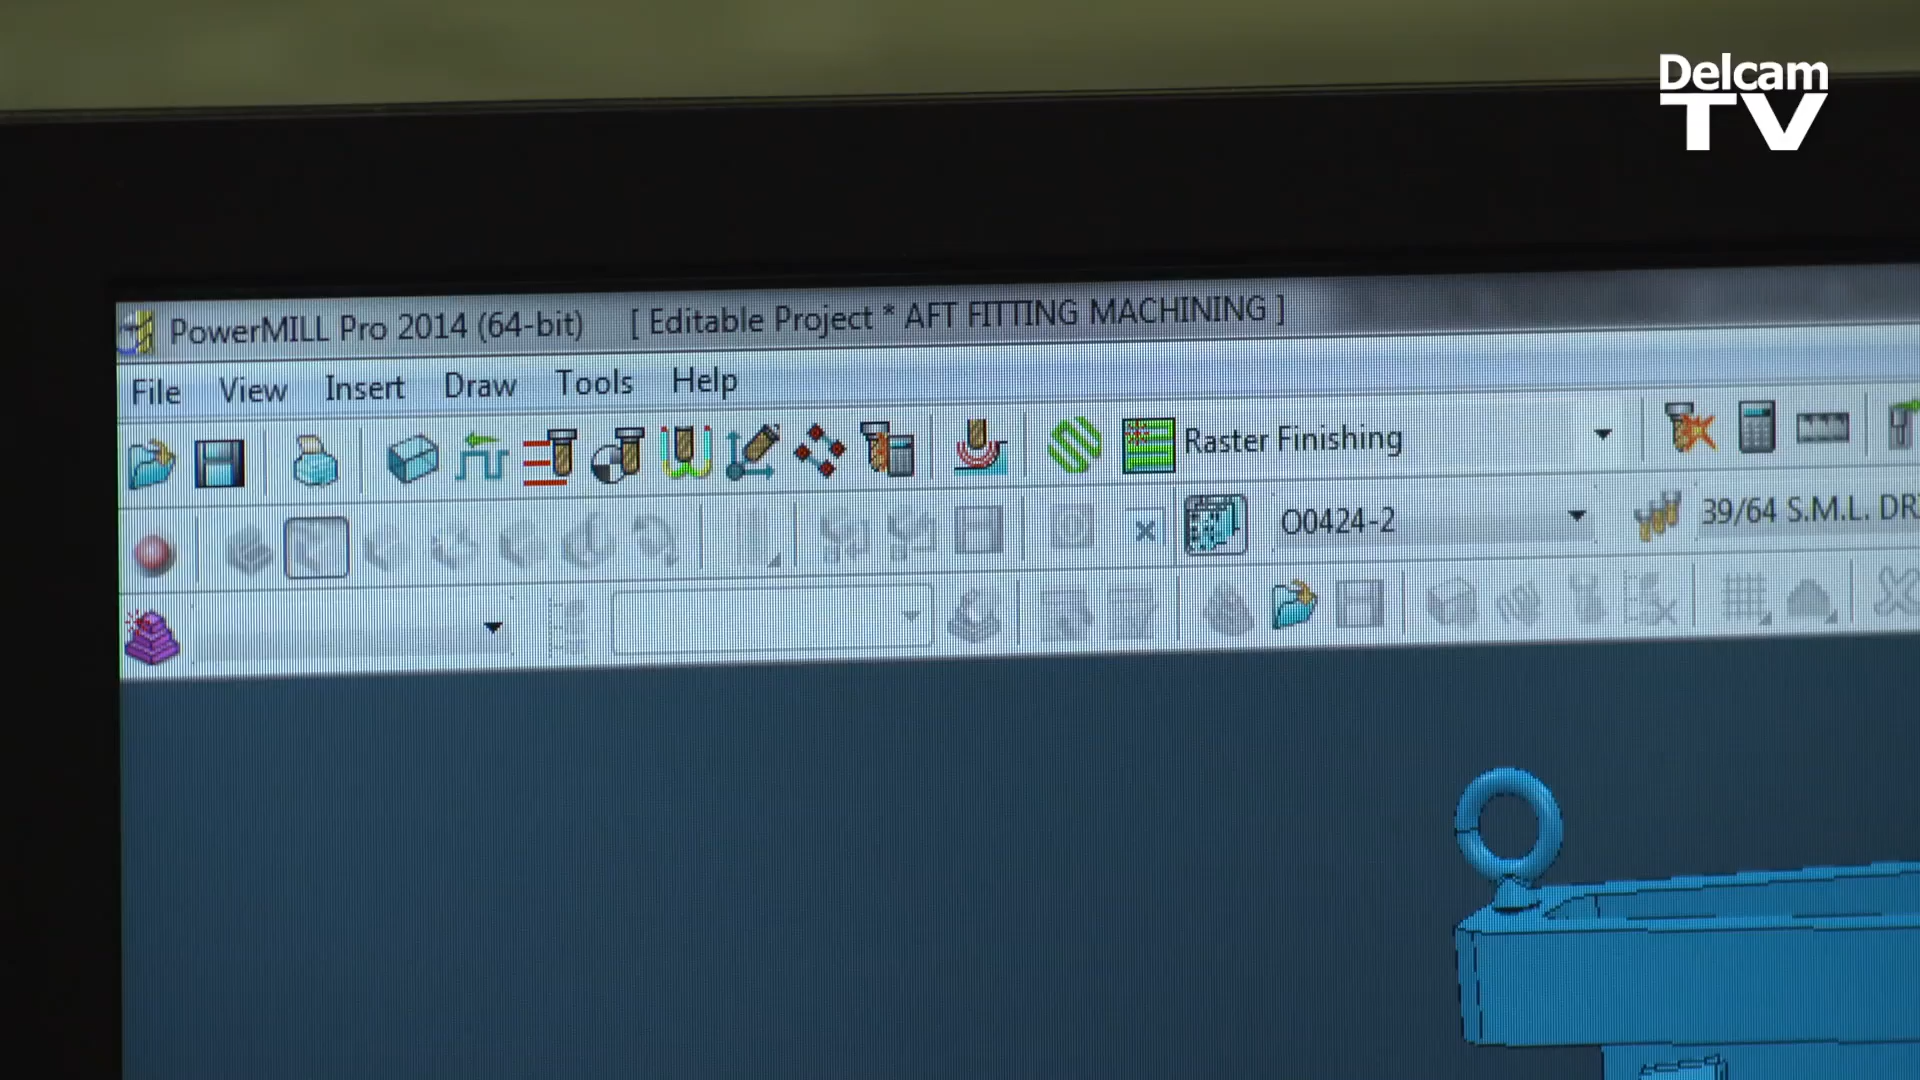 Delcam
TV
PowerMILL Pro 2014 (64-bit) [ Editable Project * AFT FITTING MACHINING ]
File View Insert Draw Tools Help
Raster Finishing
O0424-2
39/64 S.M.L.